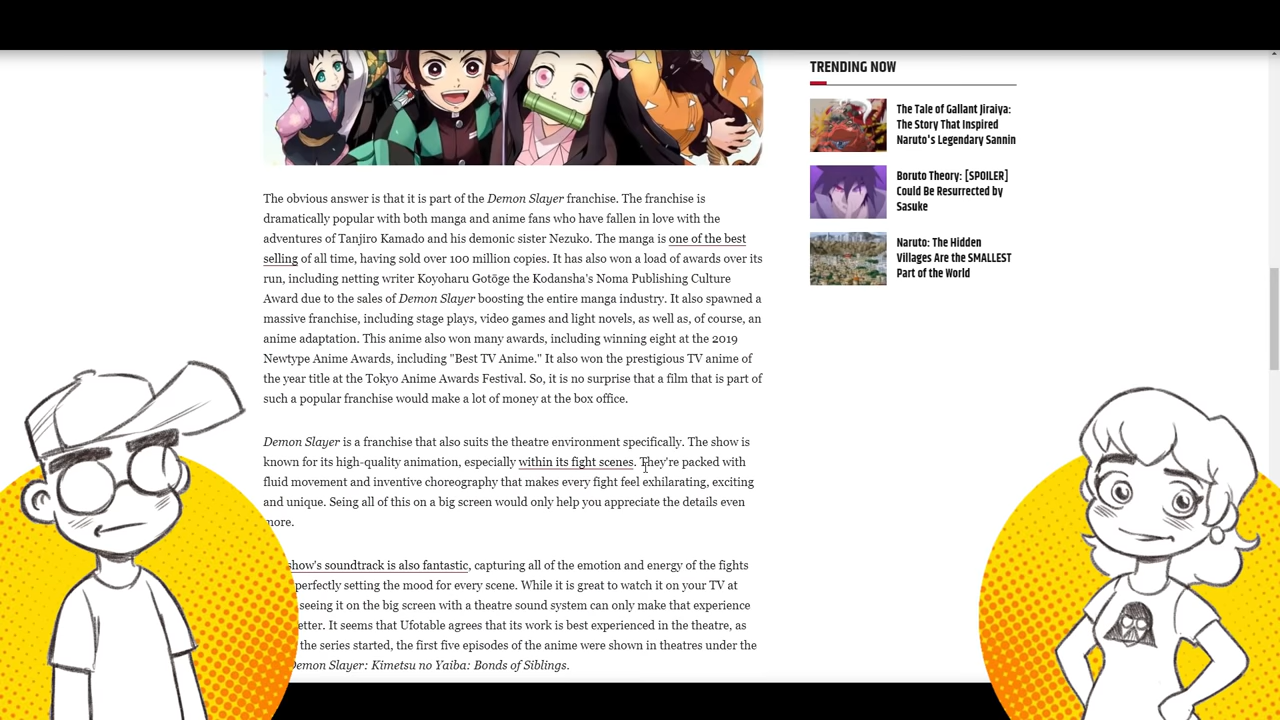 The obvious answer is that it is part of the Demon Slayer franchise. The franchise is
dramatically popular with both manga and anime fans who have fallen in love with the
adventures of Tanjiro Kamado and his demonic sister Nezuko. The manga is one of the best
selling of all time, having sold over 100 million copies. It has also won a load of awards over its
run, including netting writer Koyoharu Gotōge the Kodansha's Noma Publishing Culture
Award due to the sales of Demon Slayer boosting the entire manga industry. It also spawned a
massive franchise, including stage plays, video games and light novels, as well as, of course, an
anime adaptation. This anime also won many awards, including winning eight at the 2019
Newtype Anime Awards, including "Best TV Anime." It also won the prestigious TV anime of
the year title at the Tokyo Anime Awards Festival. So, it is no surprise that a film that is part of
such a popular franchise would make a lot of money at the box office.
Demon Slayer is a franchise that also suits the theatre environment specifically. The show is
known for its high-quality animation, especially within its fight scenes. They're packed with
fluid movement and inventive choreography that makes every fight feel exhilarating, exciting
and unique. Seing all of this on a big screen would only help you appreciate the details even
more.
show's soundtrack is also fantastic, capturing all of the emotion and energy of the fights
perfectly setting the mood for every scene. While it is great to watch it on your TV at
seeing it on the big screen with a theatre sound system can only make that experience
etter. It seems that Ufotable agrees that its work is best experienced in the theatre, as
the series started, the first five episodes of the anime were shown in theatres under the
Demon Slayer: Kimetsu no Yaiba: Bonds of Siblings.
TRENDING NOW
The Tale of Gallant Jiraiya:
The Story That Inspired
Naruto's Legendary Sannin
Boruto Theory: [SPOILER]
Could Be Resurrected by
Sasuke
Naruto: The Hidden
Villages Are the SMALLEST
Part of the World